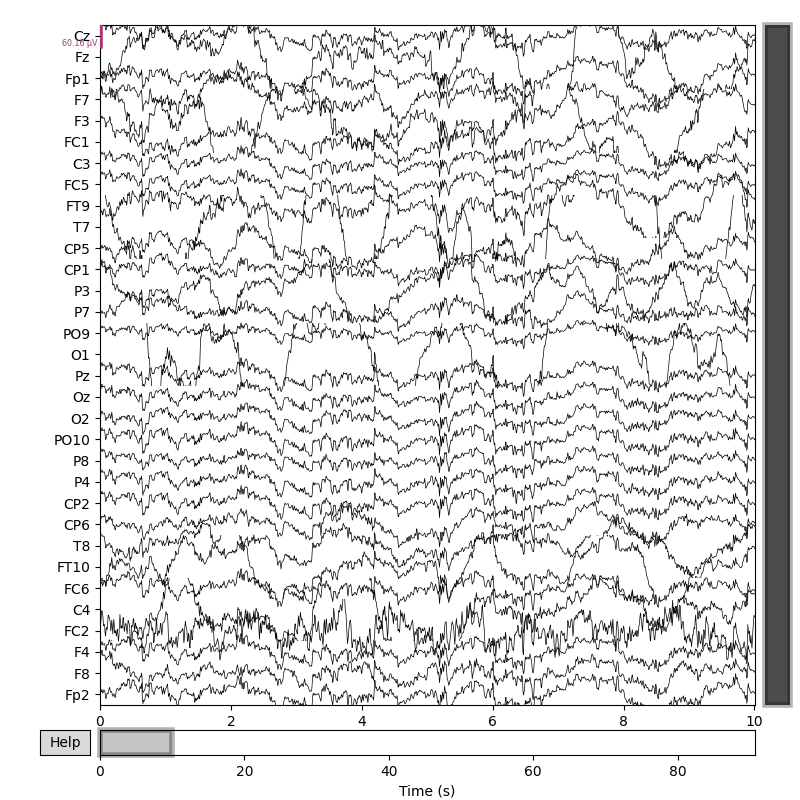 Cz
60.16 µV
Fz
Fp1
F7
F3
FC1
C3
FC5
FT9
T7
CP5
CP1
P3
P7
PO9
O1
Pz
Oz
O2
PO10
P8
P4
CP2
CP6
T8
FT10
FC6
C4
FC2
F4
F8
Fp2
0 2 4 6 8 10
Help
0 20 40 60 80
Time (s)